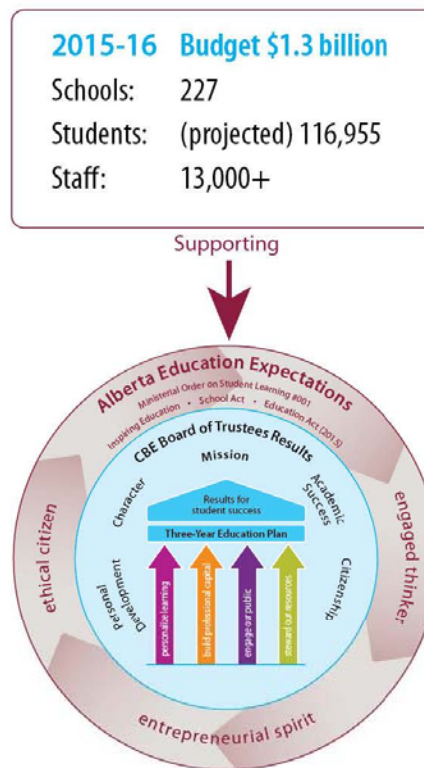 2015-16 Budget $1.3 billion
Schools: 227
Students: (projected) 116,955
Staff: 13,000+
Supporting
Alberta Education Expectations
Ministerial Order on Student Learning #001
Inspiring Education • School Act • Education Act (2015)
CBE Board of Trustees Results
Mission
Character
Academic
Success
Personal
Development
Citizenship
Results for
student success
Three-Year Education Plan
personalize learning
build professional capital
engage our public
steward our resources
ethical citizen
engaged thinker
entrepreneurial spirit